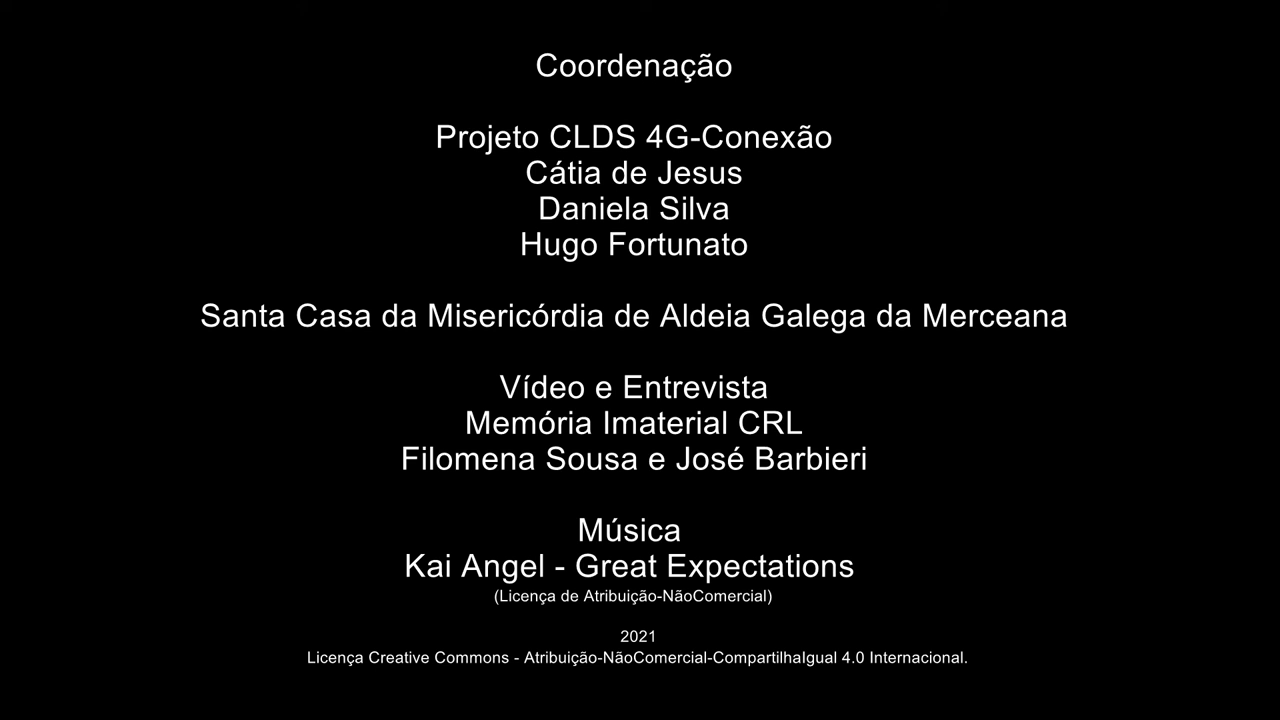 Coordenação
Projeto CLDS 4G-Conexão
Cátia de Jesus
Daniela Silva
Hugo Fortunato
Santa Casa da Misericórdia de Aldeia Galega da Merceana
Vídeo e Entrevista
Memória Imaterial CRL
Filomena Sousa e José Barbieri
Música
Kai Angel - Great Expectations
(Licença de Atribuição-NãoComercial)
2021
Licença Creative Commons - Atribuição-NãoComercial-CompartilhaIgual 4.0 Internacional.